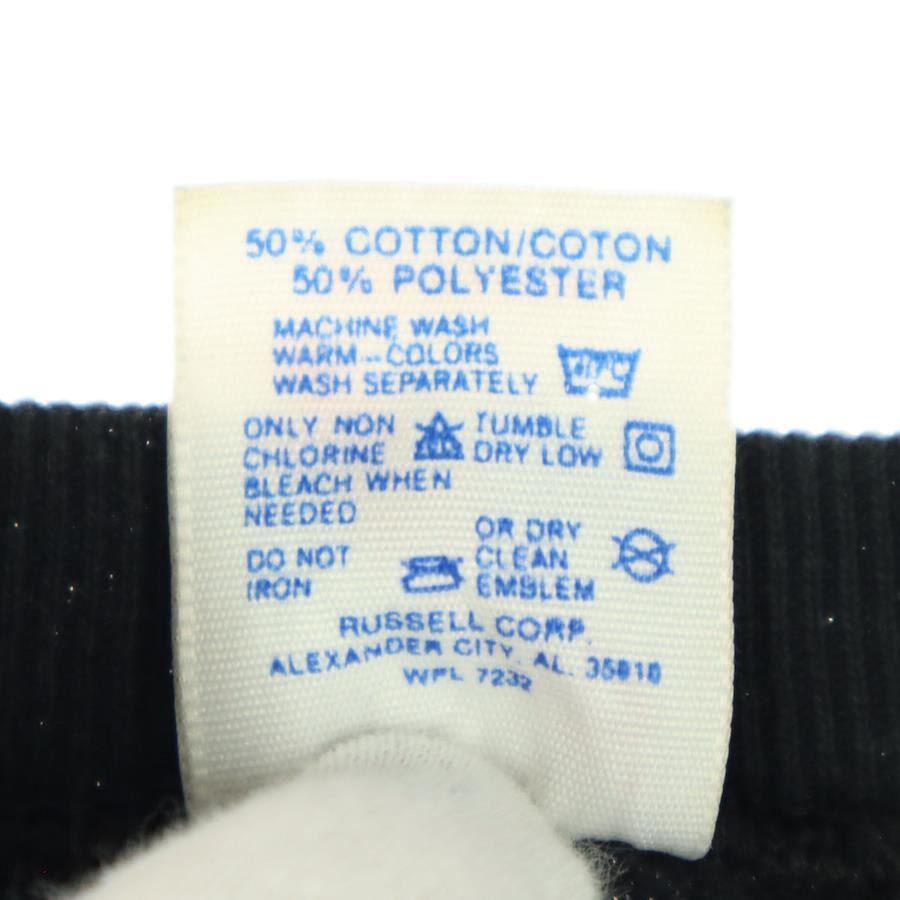 50% COTTON/COTON
50% POLYESTER
MACHINE WASH
WARM--COLORS
WASH SEPARATELY
ONLY NON
CHLORINE
BLEACH WHEN
NEEDED
TUMBLE
DRY LOW
DO NOT
IRON
OR DRY
CLEAN
EMBLEM
RUSSELL CORP.
ALEXANDER CITY, AL.
WPL 7232